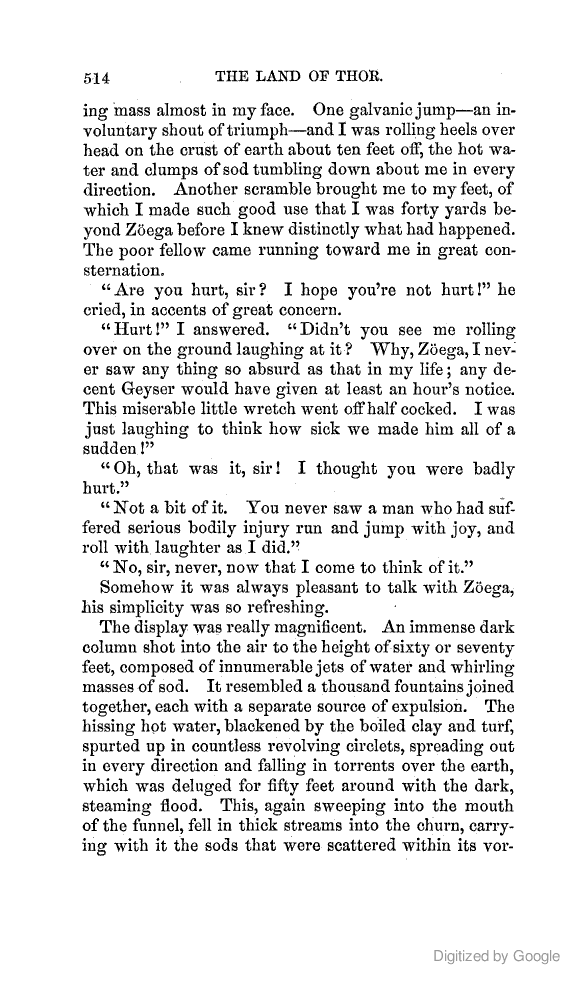 514 THE LAND OF THOR.
ing mass almost in my face. One galvanic jump—an in-
voluntary shout of triumph—and I was rolling heels over
head on the crust of earth about ten feet off, the hot wa-
ter and clumps of sod tumbling down about me in every
direction. Another scramble brought me to my feet, of
which I made such good use that I was forty yards be-
yond Zöega before I knew distinctly what had happened.
The poor fellow came running toward me in great con-
sternation.
“Are you hurt, sir? I hope you're not hurt!” he
cried, in accents of great concern.
“Hurt!” I answered. “Didn't you see me rolling
over on the ground laughing at it? Why, Zöega, I nev-
er saw any thing so absurd as that in my life; any de-
cent Geyser would have given at least an hour's notice.
This miserable little wretch went off half cocked. I was
just laughing to think how sick we made him all of a
sudden!”
“Oh, that was it, sir! I thought you were badly
hurt.”
“Not a bit of it. You never saw a man who had suf-
fered serious bodily injury run and jump with joy, and
roll with laughter as I did.”
“No, sir, never, now that I come to think of it.”
Somehow it was always pleasant to talk with Zöega,
his simplicity was so refreshing.
The display was really magnificent. An immense dark
column shot into the air to the height of sixty or seventy
feet, composed of innumerable jets of water and whirling
masses of sod. It resembled a thousand fountains joined
together, each with a separate source of expulsion. The
hissing hot water, blackened by the boiled clay and turf,
spurted up in countless revolving circlets, spreading out
in every direction and falling in torrents over the earth,
which was deluged for fifty feet around with the dark,
steaming flood. This, again sweeping into the mouth
of the funnel, fell in thick streams into the churn, carry-
ing with it the sods that were scattered within its vor-
Digitized by Google